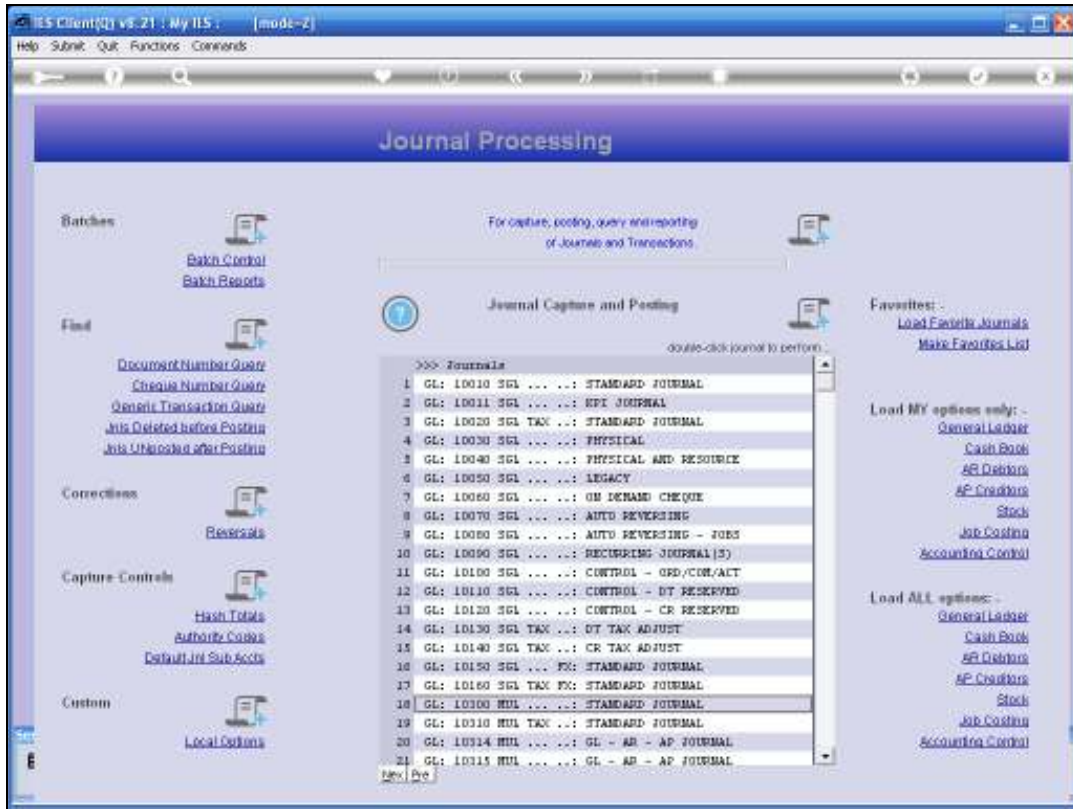 IES Client(Q) v8.21 : My IES : [mode=Z]
Help Submit Quit Functions Commands
Journal Processing
Batches
Batch Control
Batch Reports
Find
Document Number Query
Cheque Number Query
Generic Transaction Query
Jnls Deleted before Posting
Jnls UNposted after Posting
Corrections
Reversals
Capture Controls
Hash Totals
Authority Codes
Default Jnl Sub Accts
Custom
Local Options
For capture, posting, query and reporting
of Journals and Transactions.
Journal Capture and Posting
double-click journal to perform ..
>>> Journals
1 GL: 10010 SGL ... ..: STANDARD JOURNAL
2 GL: 10011 SGL ... ..: KPI JOURNAL
3 GL: 10020 SGL TAX ..: STANDARD JOURNAL
4 GL: 10030 SGL ... ..: PHYSICAL
5 GL: 10040 SGL ... ..: PHYSICAL AND RESOURCE
6 GL: 10050 SGL ... ..: LEGACY
7 GL: 10060 SGL ... ..: ON DEMAND CHEQUE
8 GL: 10070 SGL ... ..: AUTO REVERSING
9 GL: 10080 SGL ... ..: AUTO REVERSING - JOBS
10 GL: 10090 SGL ... ..: RECURRING JOURNAL(S)
11 GL: 10100 SGL ... ..: CONTROL - ORD/COM/ACT
12 GL: 10110 SGL ... ..: CONTROL - DT RESERVED
13 GL: 10120 SGL ... ..: CONTROL - CR RESERVED
14 GL: 10130 SGL TAX ..: DT TAX ADJUST
15 GL: 10140 SGL TAX ..: CR TAX ADJUST
16 GL: 10150 SGL ... FX: STANDARD JOURNAL
17 GL: 10160 SGL TAX FX: STANDARD JOURNAL
18 GL: 10300 MUL ... ..: STANDARD JOURNAL
19 GL: 10310 MUL TAX ..: STANDARD JOURNAL
20 GL: 10314 MUL ... ..: GL - AR - AP JOURNAL
21 GL: 10315 MUL ... ..: GL - AR - AP JOURNAL
Nex Pre
Favorites: -
Load Favorite Journals
Make Favorites List
Load MY options only: -
General Ledger
Cash Book
AR Debtors
AP Creditors
Stock
Job Costing
Accounting Control
Load ALL options: -
General Ledger
Cash Book
AR Debtors
AP Creditors
Stock
Job Costing
Accounting Control